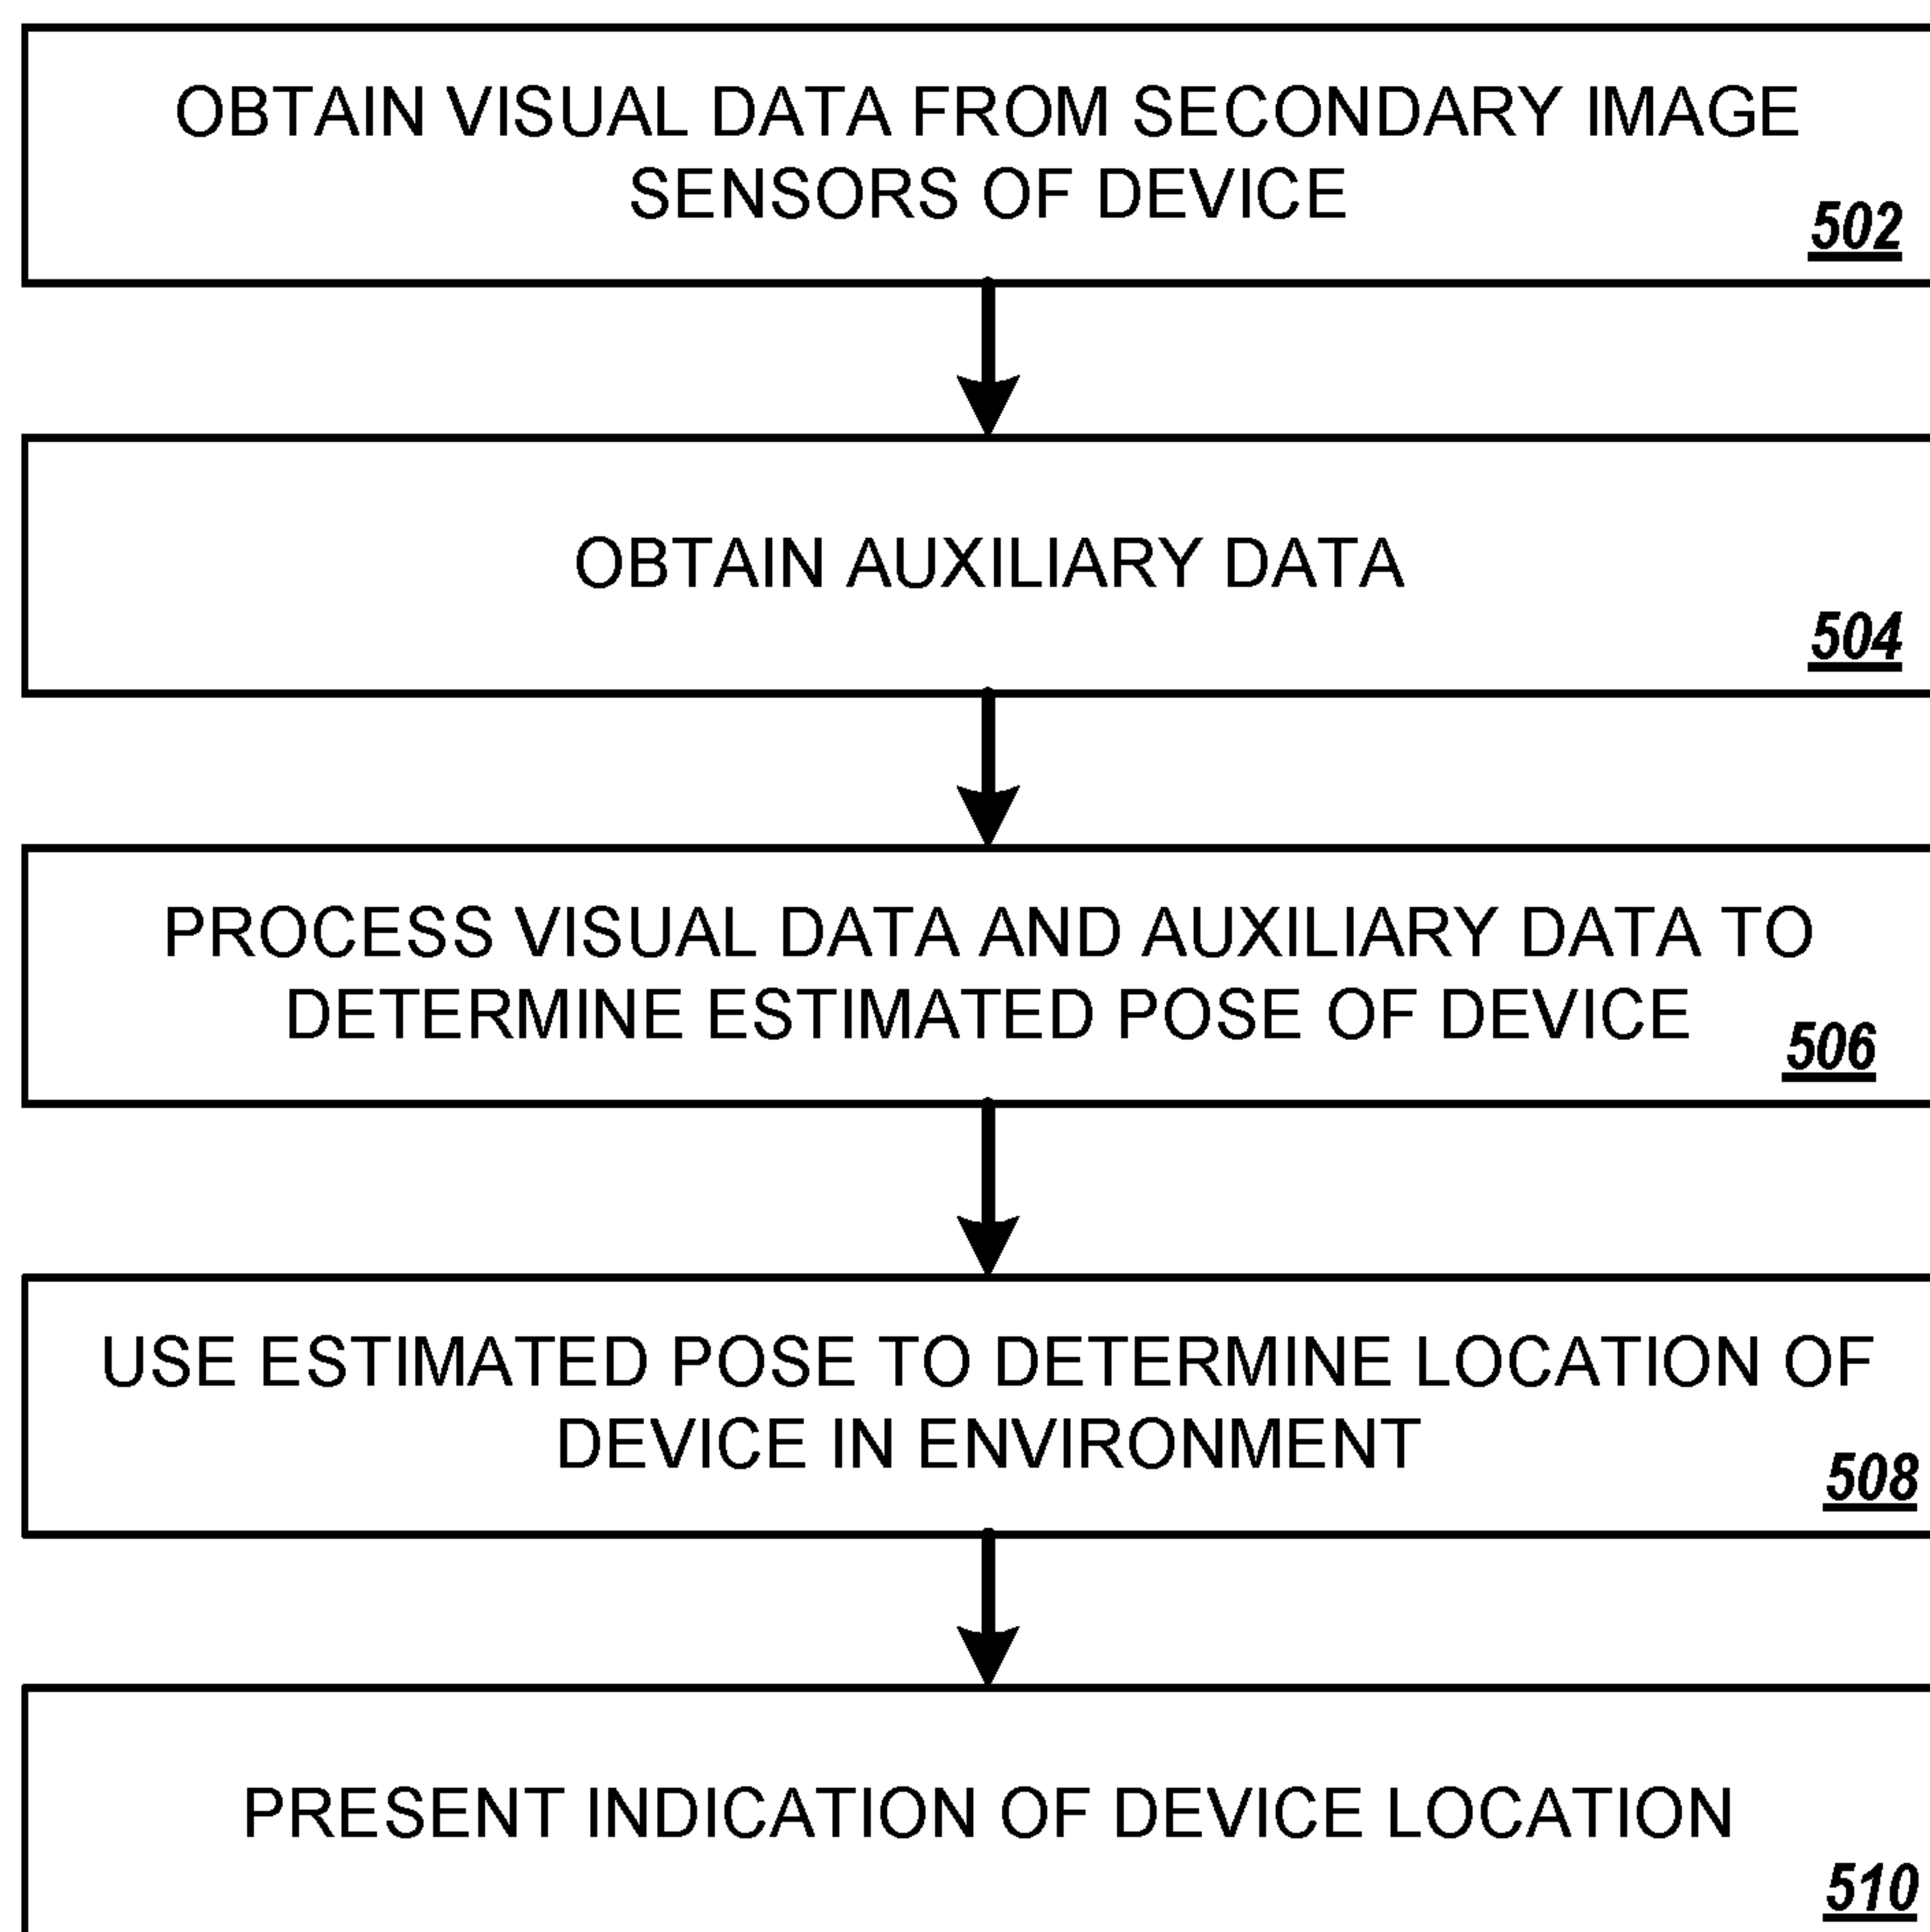 OBTAIN VISUAL DATA FROM SECONDARY IMAGE
SENSORS OF DEVICE
502
OBTAIN AUXILIARY DATA
504
PROCESS VISUAL DATA AND AUXILIARY DATA TO
DETERMINE ESTIMATED POSE OF DEVICE
506
USE ESTIMATED POSE TO DETERMINE LOCATION OF
DEVICE IN ENVIRONMENT
508
PRESENT INDICATION OF DEVICE LOCATION
510